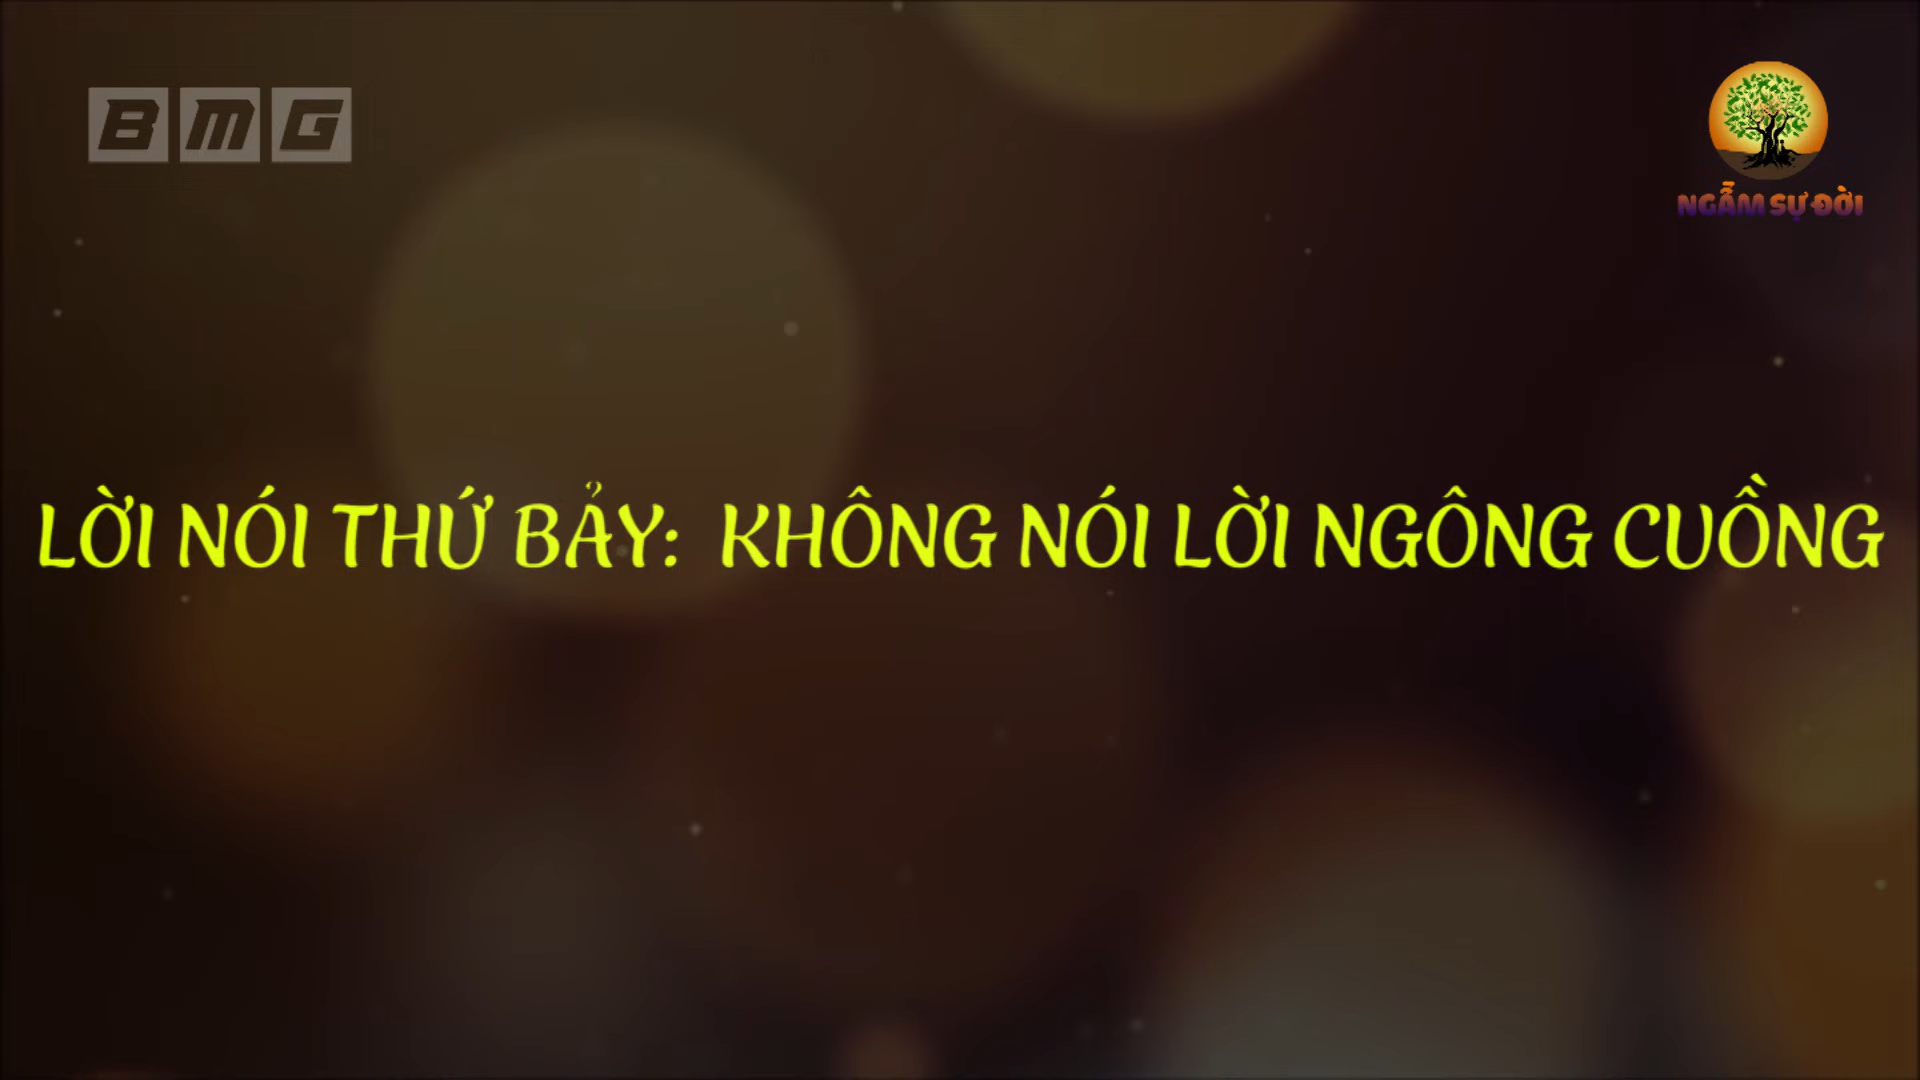 BMG
NGẪM SỰ ĐỜI
LỜI NÓI THỨ BẢY: KHÔNG NÓI LỜI NGÔNG CUỒNG